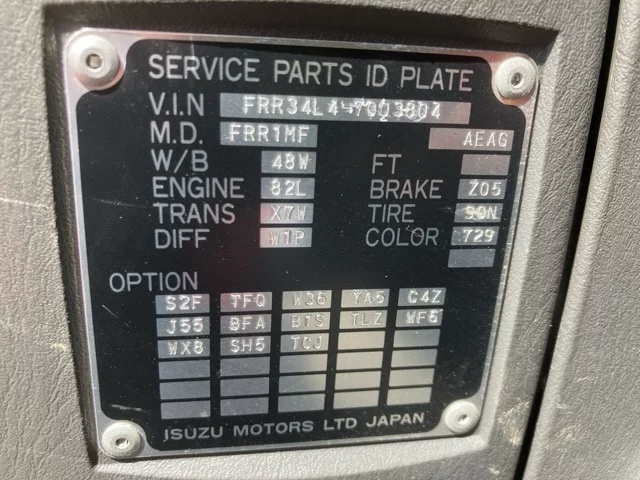 SERVICE PARTS ID PLATE
V.I.N FRR34L4-7003804
M.D. FRR1MF AEAG
W/B 48W FT
ENGINE 82L BRAKE Z05
TRANS X7W TIRE 90N
DIFF W1P COLOR 729
OPTION
S2F TFQ W36 YA5 C4Z
J55 BFA B1S TLZ WF6
WX8 SH5 TCJ
ISUZU MOTORS LTD JAPAN